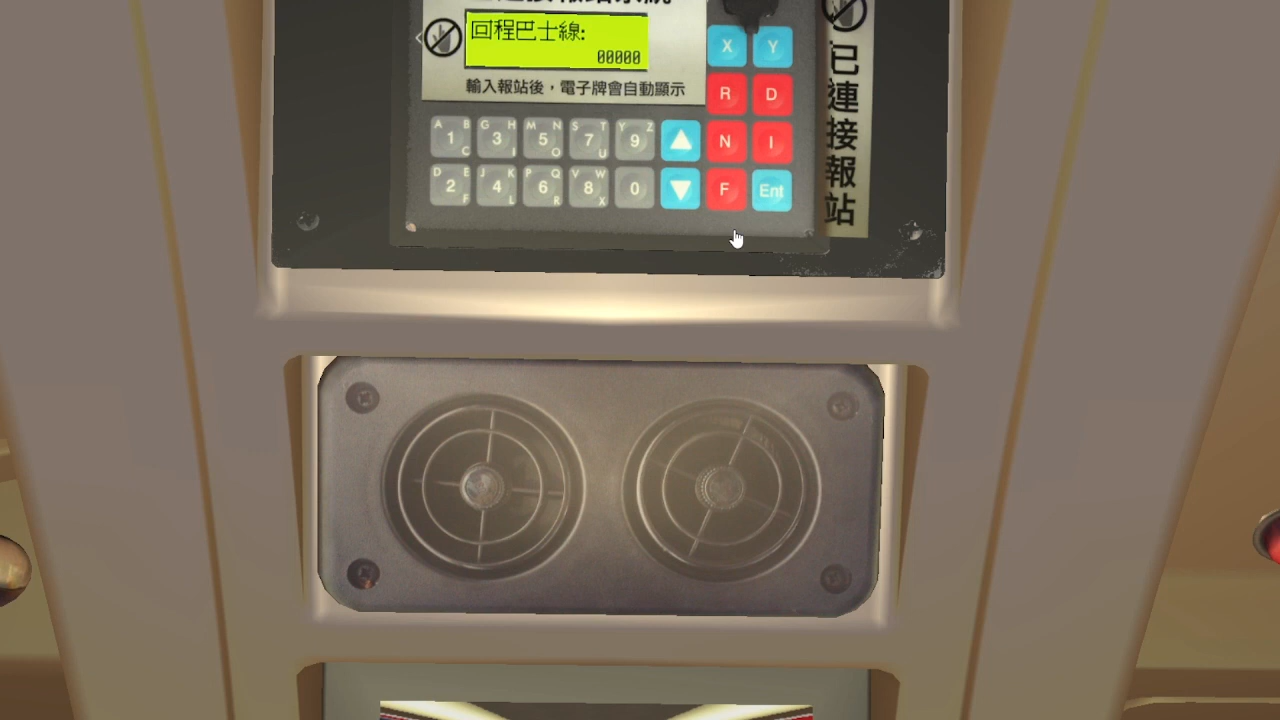 回程巴士線:
00000
輸入報站後，電子牌會自動顯示
X Y
R D
A 1 B C G 3 H I M 5 N O S 7 T U Y 9 Z ▲ N I
D 2 E F J 4 K L P 6 Q R V 8 W X 0 ▼ F Ent
已連接報站